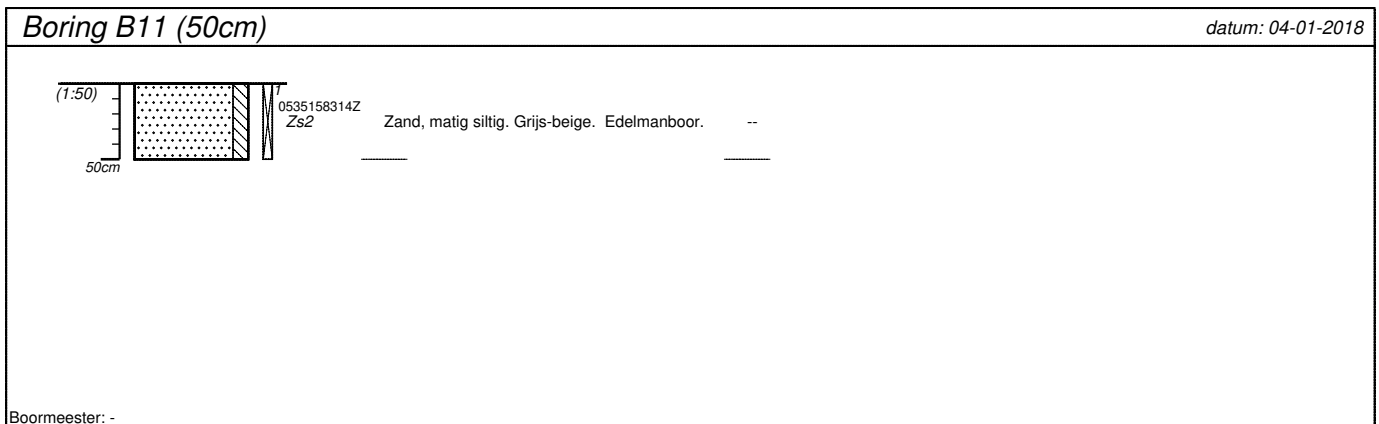 Boring B11 (50cm)
datum: 04-01-2018
(1:50)
1
0535158314Z
Zs2 Zand, matig siltig. Grijs-beige. Edelmanboor. --
50cm
Boormeester: -